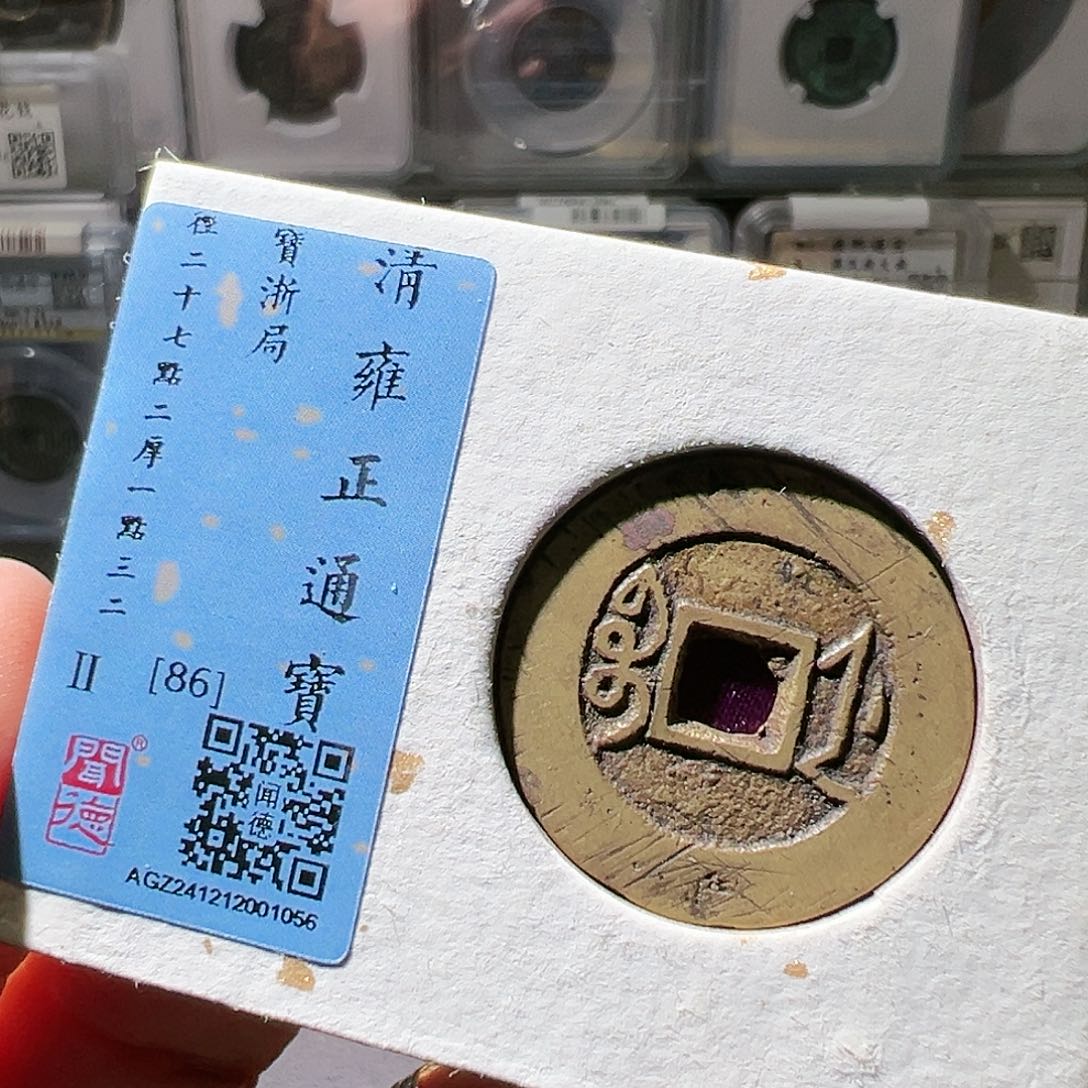 清雍正通寶
寶浙局
徑二十七點二厚一點三二
II [86]
聞德®
闻德
AGZ241212001056